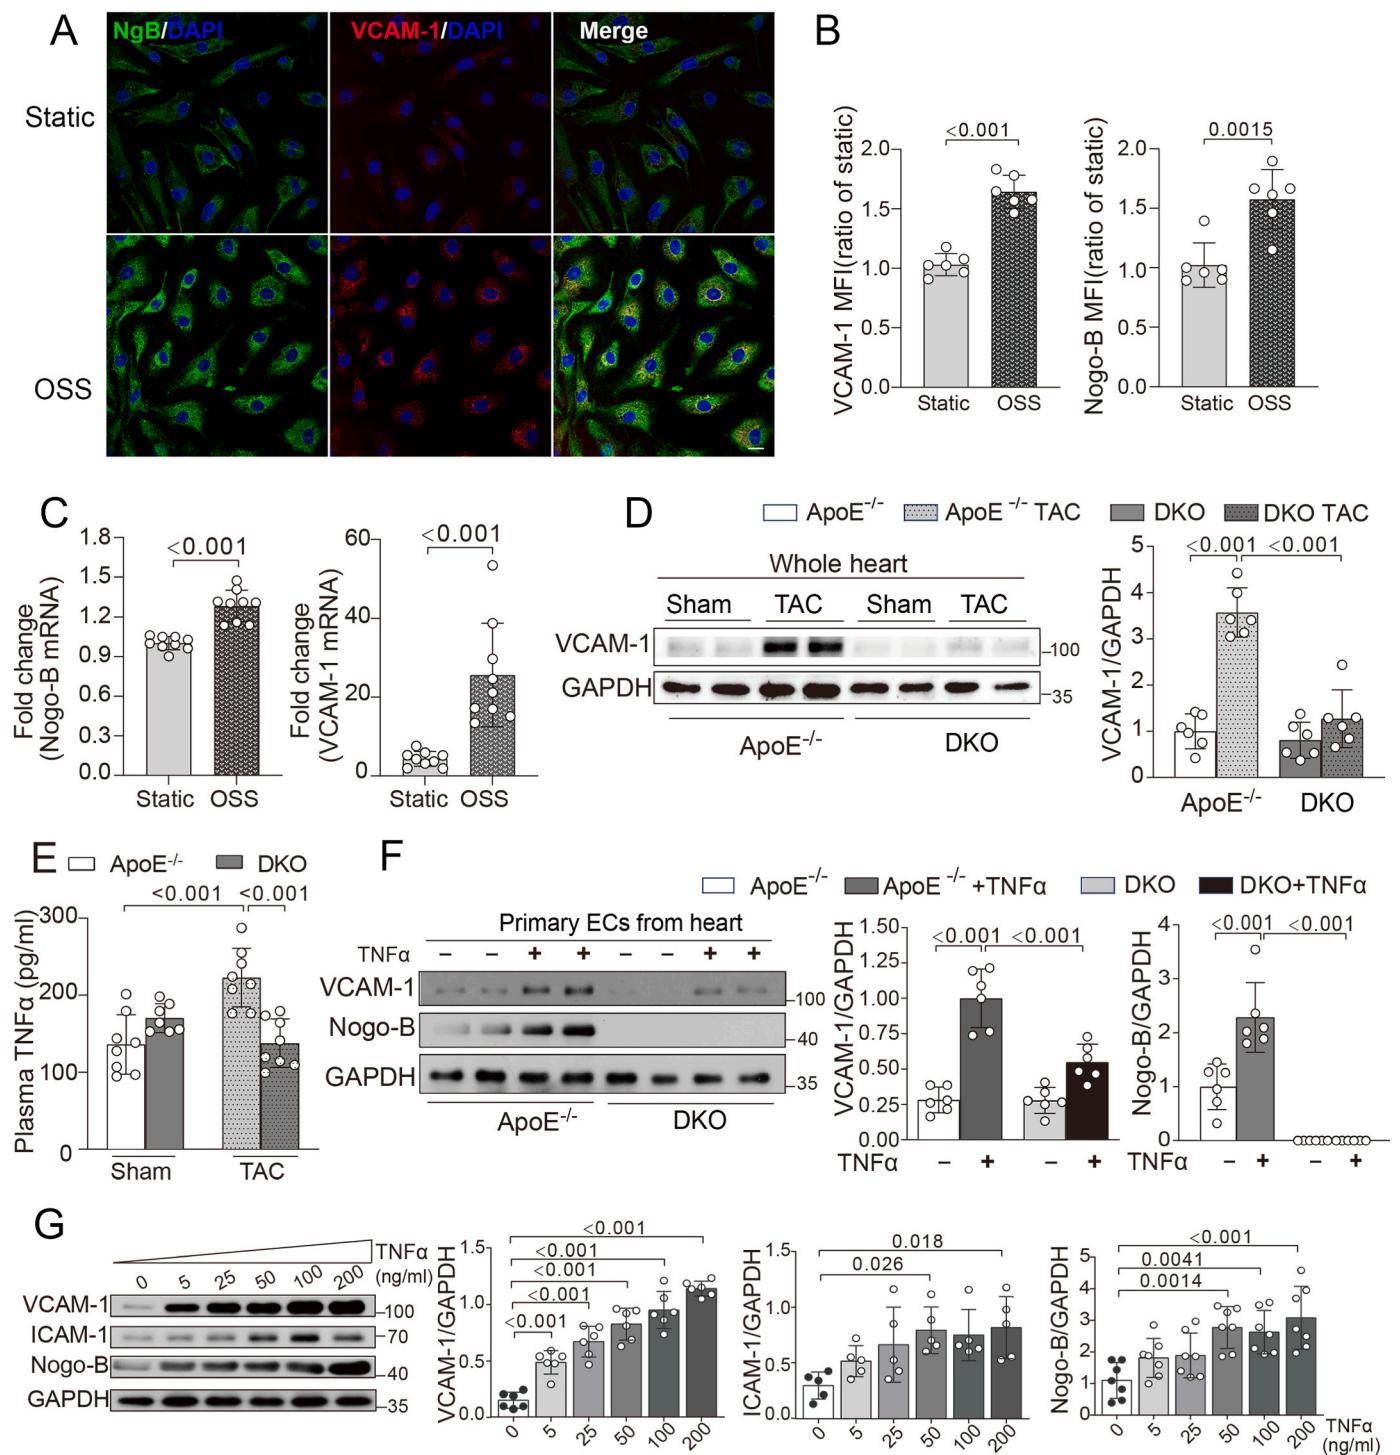 A
NgB/DAPI
VCAM-1/DAPI
Merge
Static
OSS
B
VCAM-1 MFI(ratio of static)
2.0
1.5
1.0
0.5
0.0
<0.001
Static OSS
Nogo-B MFI(ratio of static)
2.0
1.5
1.0
0.5
0.0
0.0015
Static OSS
C
Fold change
(Nogo-B mRNA)
1.8
1.5
1.2
0.9
0.6
0.3
0.0
<0.001
Static OSS
Fold change
(VCAM-1 mRNA)
60
40
20
0
<0.001
Static OSS
D
ApoE-/- ApoE-/- TAC DKO DKO TAC
Whole heart
Sham TAC Sham TAC
VCAM-1 100
GAPDH 35
ApoE-/- DKO
VCAM-1/GAPDH
5
4
3
2
1
0
<0.001 <0.001
ApoE-/- DKO
E
ApoE-/- DKO
<0.001 <0.001
Plasma TNFα (pg/ml)
300
200
100
0
Sham TAC
F
ApoE-/- ApoE-/- +TNFα DKO DKO+TNFα
Primary ECs from heart
TNFα – – + + – – + +
VCAM-1 100
Nogo-B 40
GAPDH 35
ApoE-/- DKO
VCAM-1/GAPDH
1.50
1.25
1.00
0.75
0.50
0.25
0.00
<0.001 <0.001
TNFα – + – +
Nogo-B/GAPDH
4
3
2
1
0
<0.001 <0.001
TNFα – + – +
G
TNFα
(ng/ml)
0 5 25 50 100 200
VCAM-1 100
ICAM-1 70
Nogo-B 40
GAPDH 35
VCAM-1/GAPDH
1.5
1.0
0.5
0.0
<0.001
<0.001
<0.001
<0.001
<0.001
0 5 25 50 100 200
ICAM-1/GAPDH
1.5
1.0
0.5
0.0
0.018
0.026
0 5 25 50 100 200
Nogo-B/GAPDH
5
4
3
2
1
0
<0.001
0.0041
0.0014
0 5 25 50 100 200
TNFα
(ng/ml)